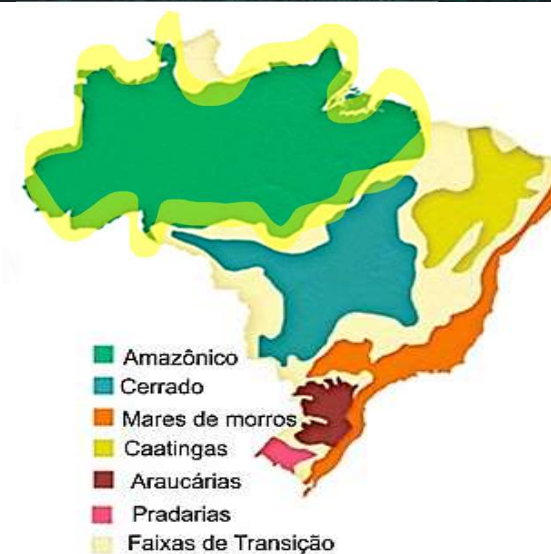 Amazônico
Cerrado
Mares de morros
Caatingas
Araucárias
Pradarias
Faixas de Transição